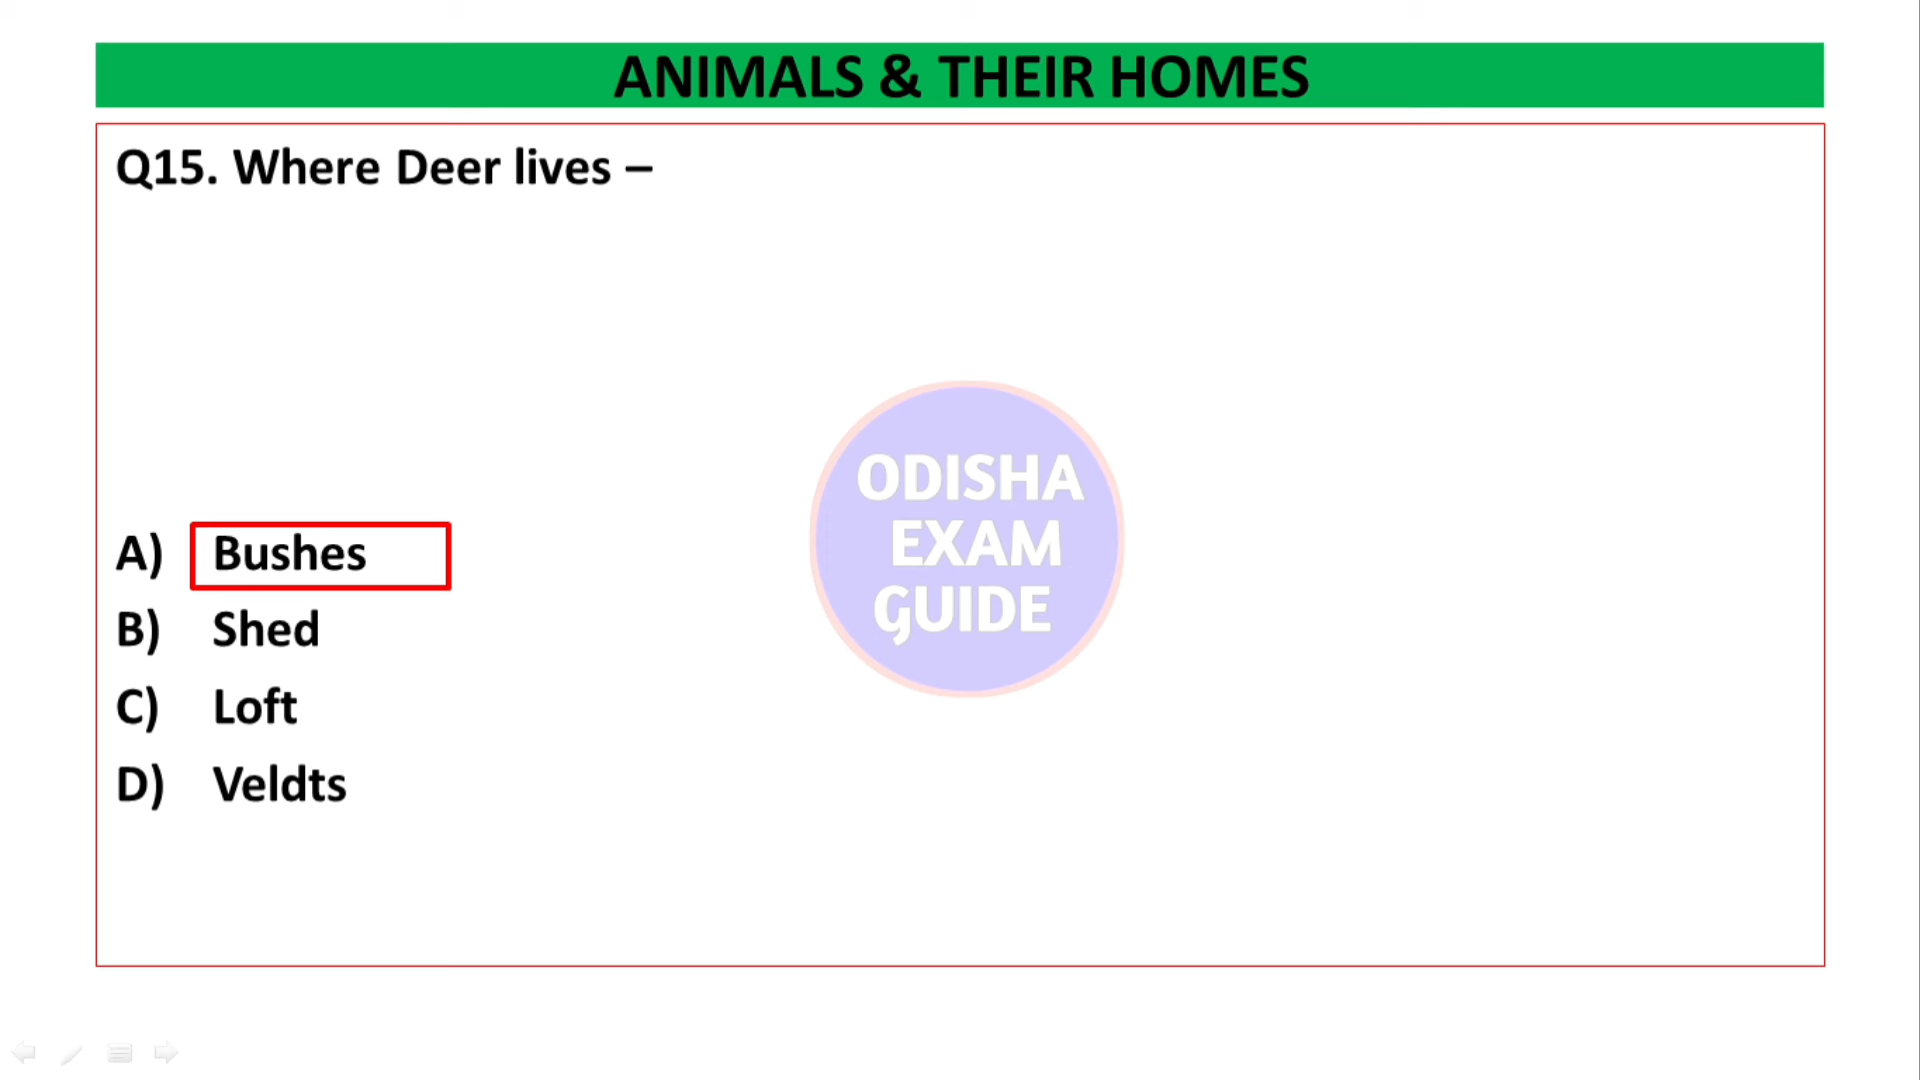 ANIMALS & THEIR HOMES
Q15. Where Deer lives –
A) Bushes
B) Shed
C) Loft
D) Veldts
ODISHA
EXAM
GUIDE